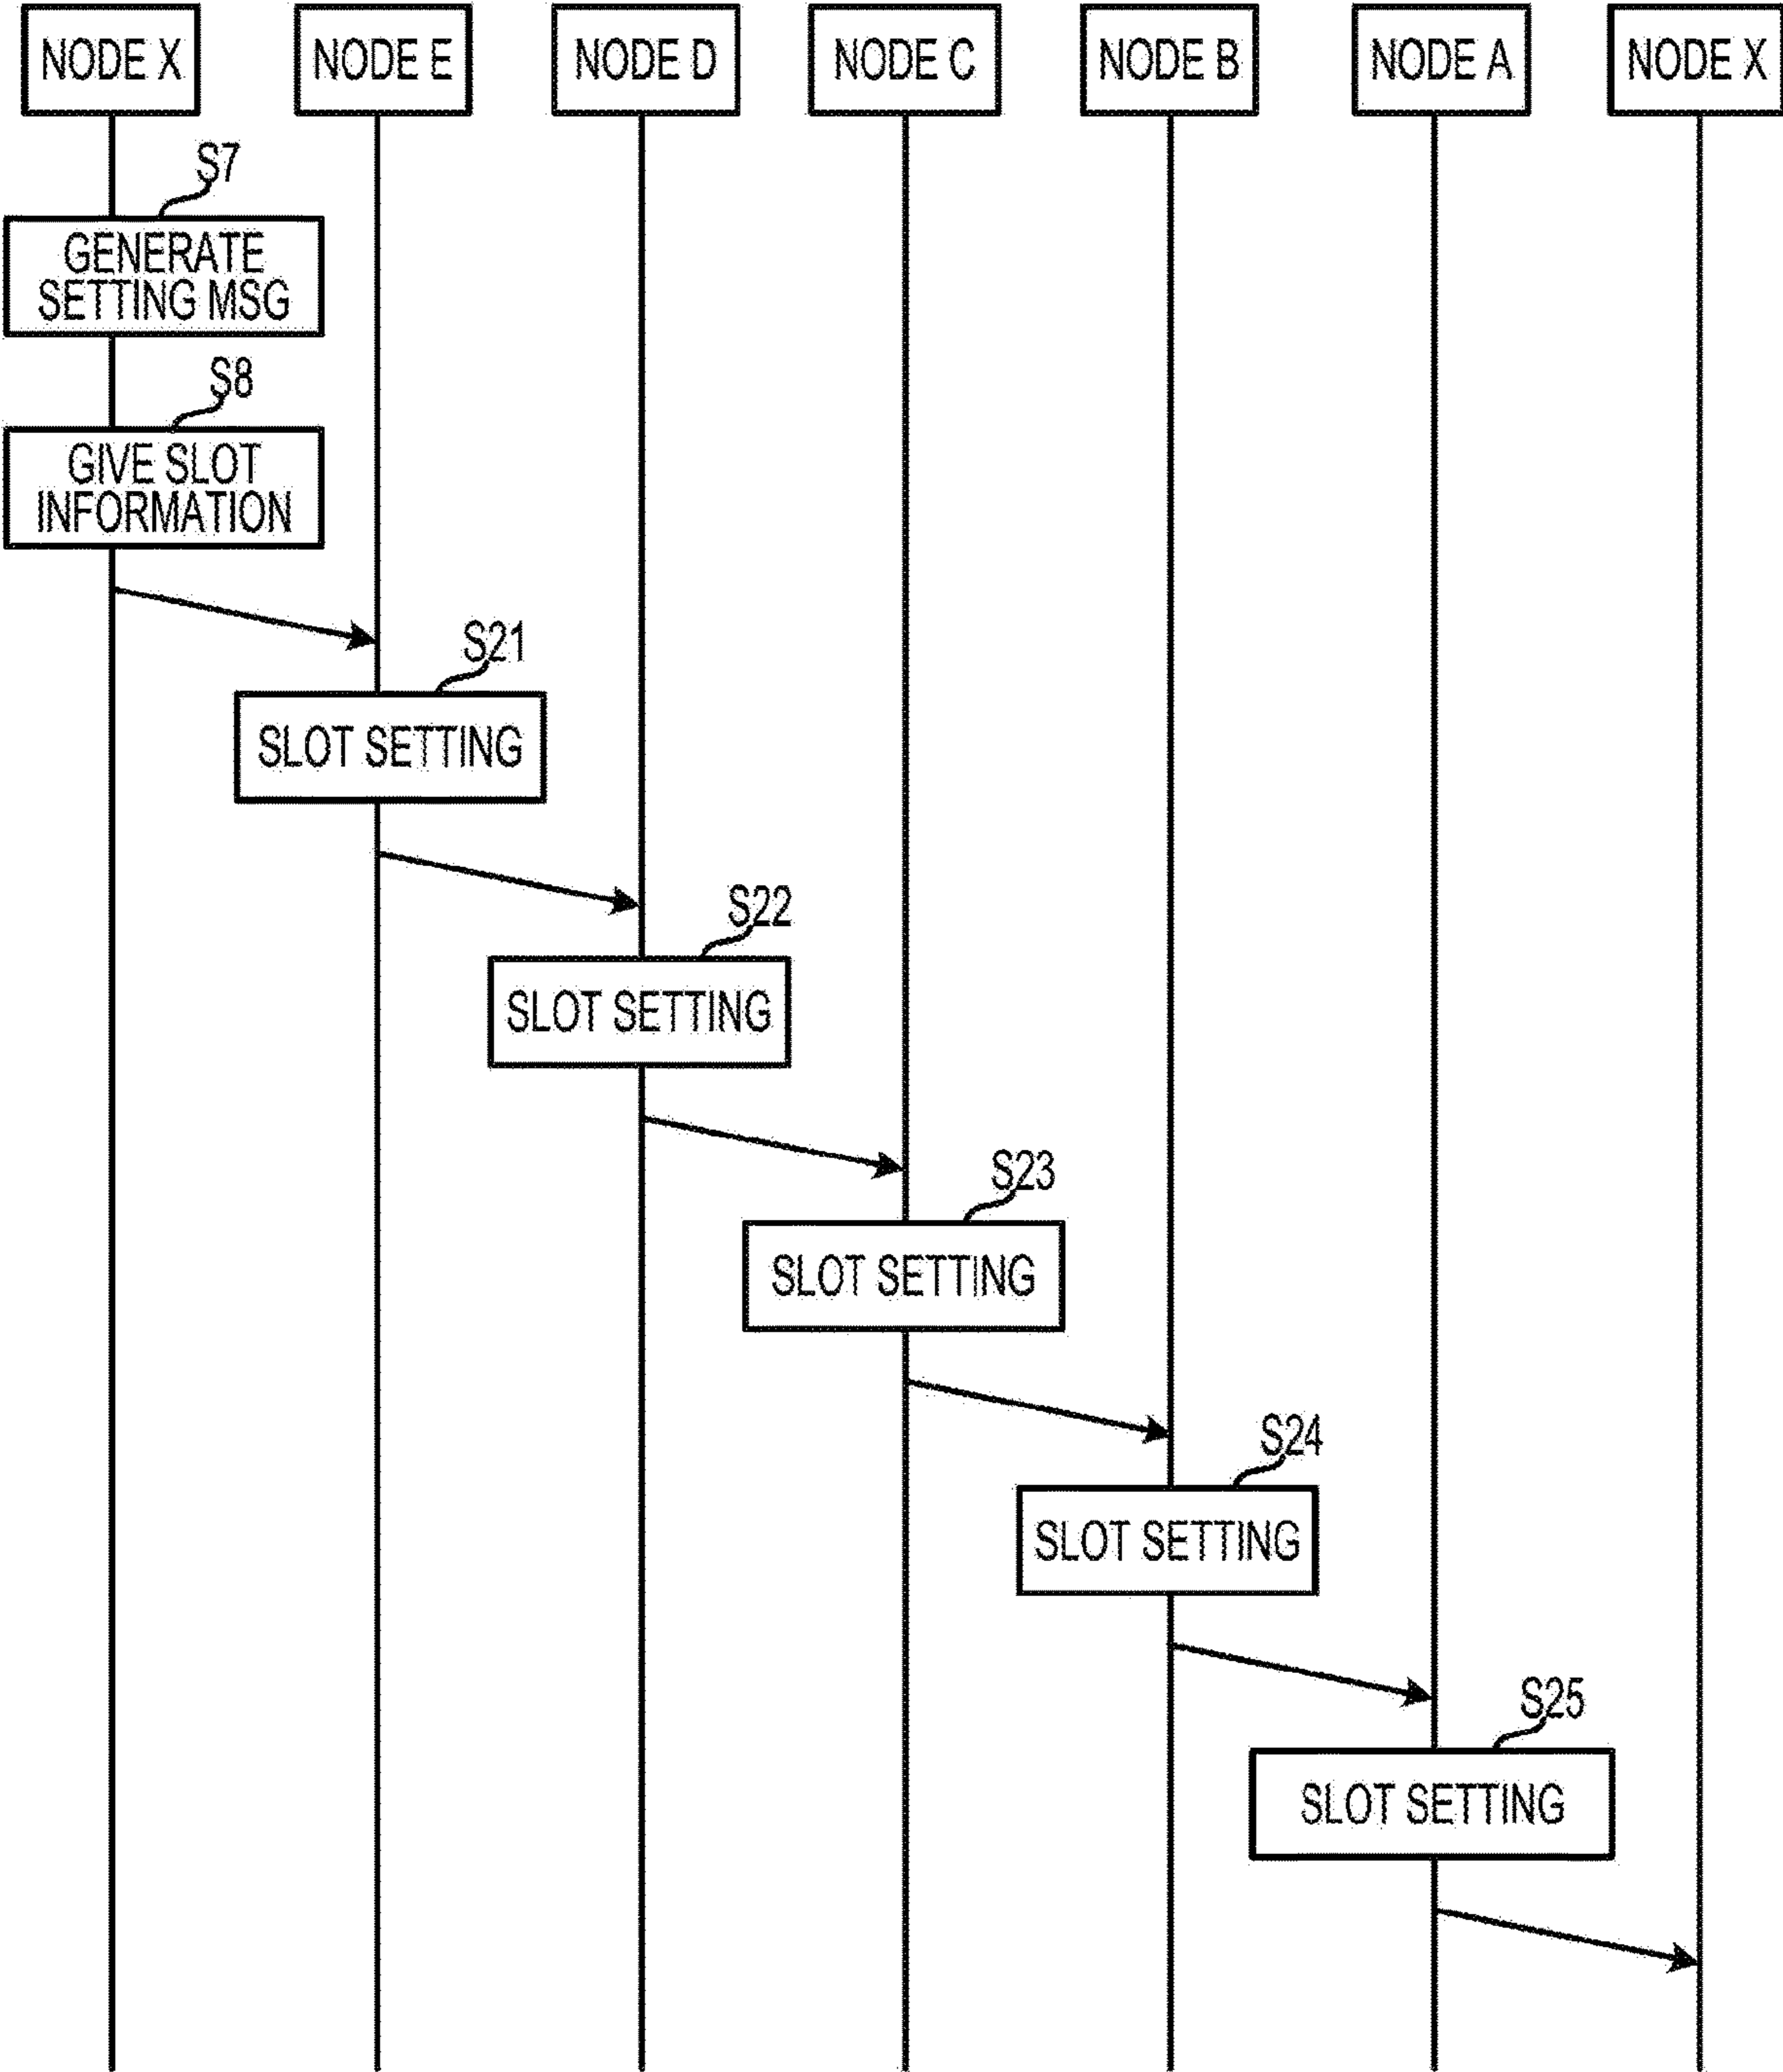 NODE X
NODE E
NODE D
NODE C
NODE B
NODE A
NODE X
S7
GENERATE
SETTING MSG
S8
GIVE SLOT
INFORMATION
S21
SLOT SETTING
S22
SLOT SETTING
S23
SLOT SETTING
S24
SLOT SETTING
S25
SLOT SETTING